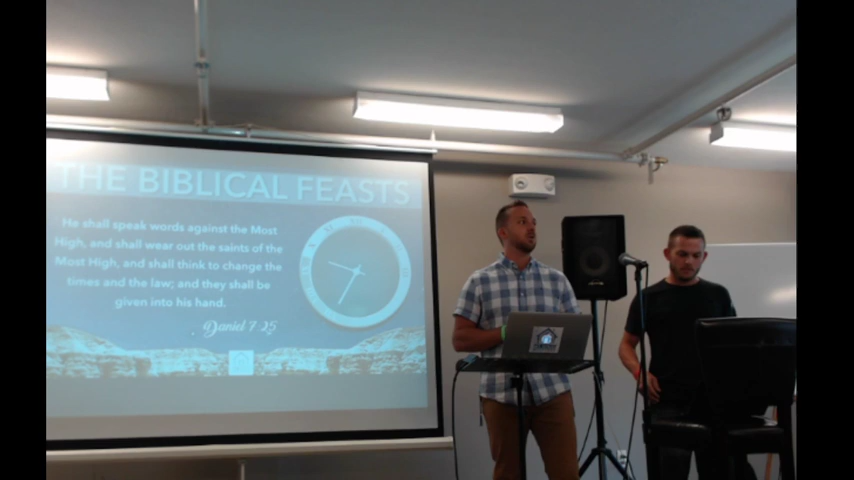 THE BIBLICAL FEASTS
He shall speak words against the Most
High, and shall wear out the saints of the
Most High, and shall think to change the
times and the law; and they shall be
given into his hand.
Daniel 7:25